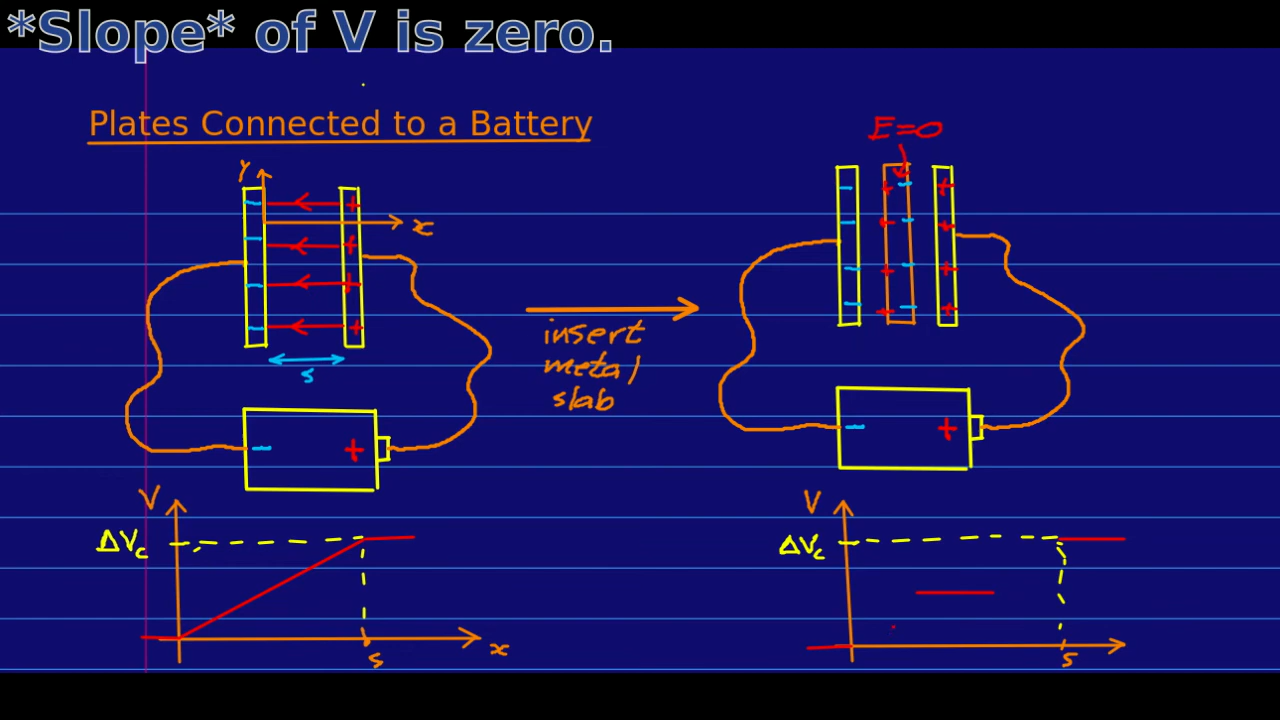 *Slope* of V is zero.
Plates Connected to a Battery
E=0
Y
x
- +
- +
- +
- +
+ -
+ -
+ -
+ -
s
insert
metal
slab
- +
- +
V
ΔVc
s
x
V
ΔVc
s